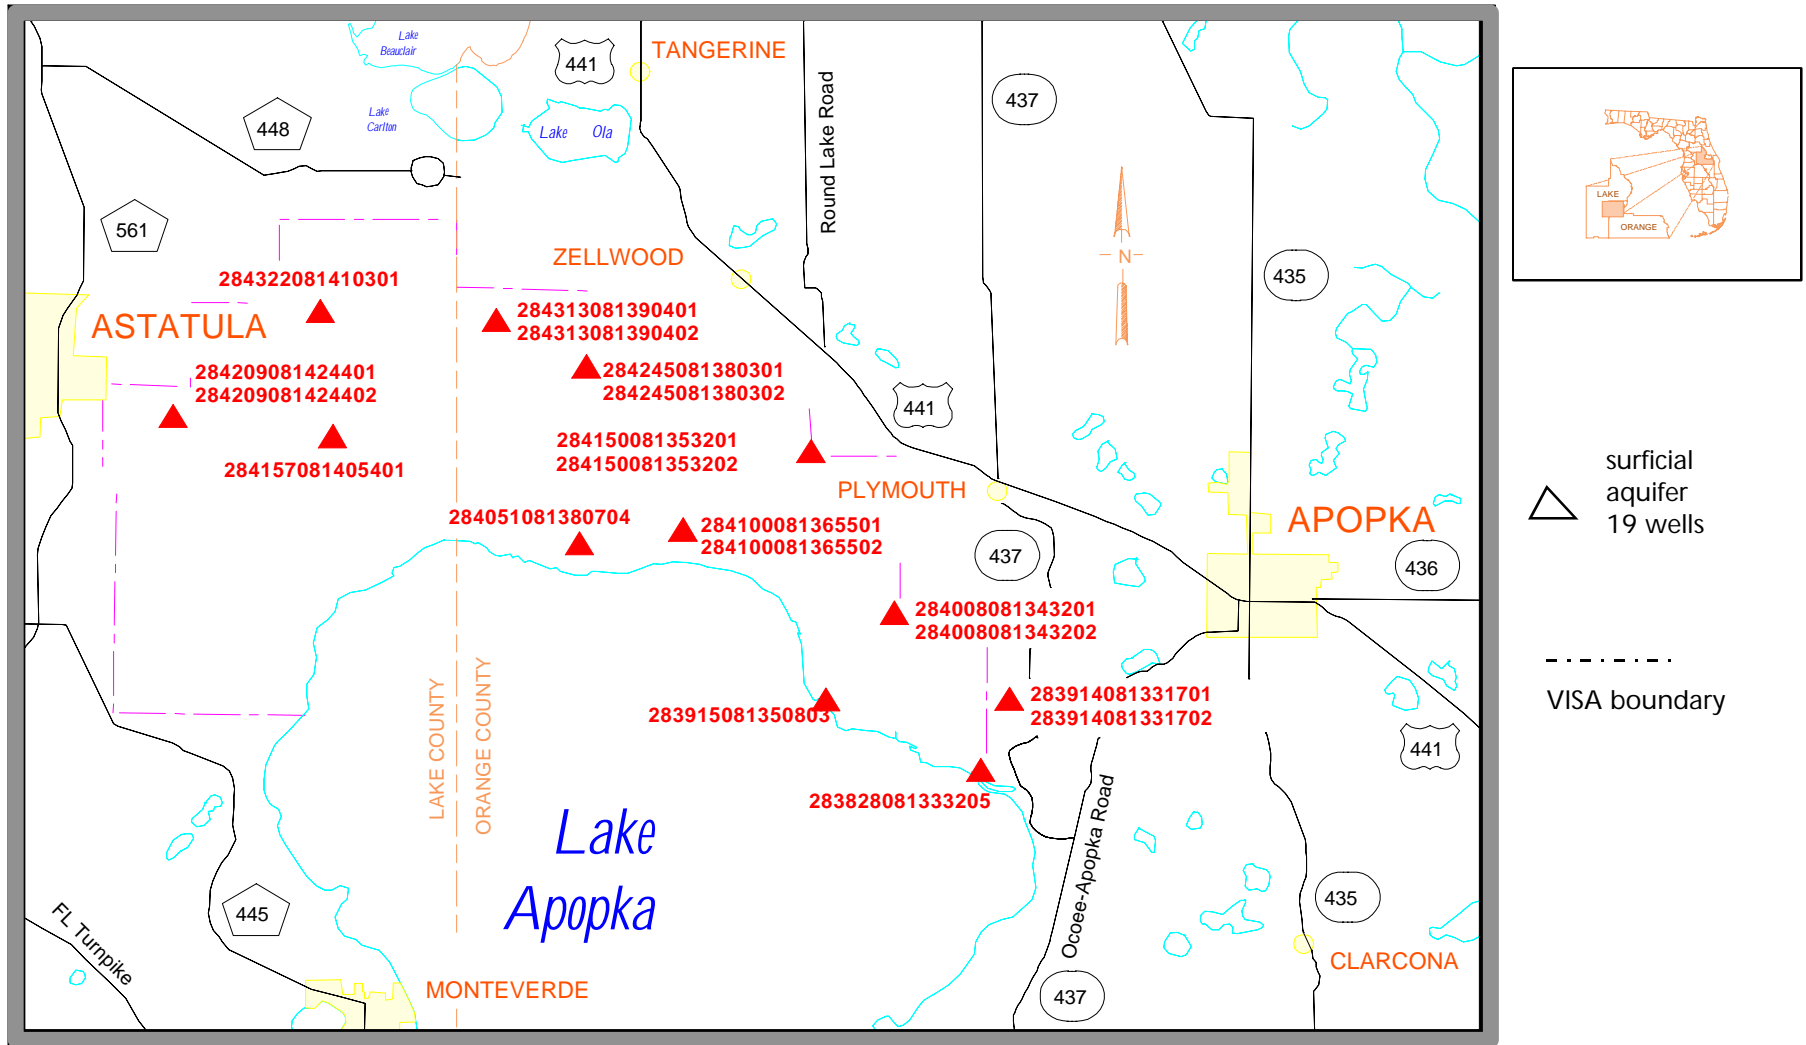 Lake
Beauclair
441
TANGERINE
437
448
Lake
Carlton
Lake Ola
Round Lake Road
561
ZELLWOOD
N
435
LAKE
ORANGE
284322081410301
ASTATULA
284313081390401
284313081390402
284209081424401
284209081424402
284245081380301
284245081380302
441
284157081405401
284150081353201
284150081353202
PLYMOUTH
284051081380704
284100081365501
284100081365502
437
APOPKA
436
surficial
aquifer
19 wells
284008081343201
284008081343202
LAKE COUNTY
ORANGE COUNTY
283915081350803
283914081331701
283914081331702
VISA boundary
441
283828081333205
Lake
Apopka
Ocoee-Apopka Road
445
435
FL Turnpike
MONTEVERDE
437
CLARCONA